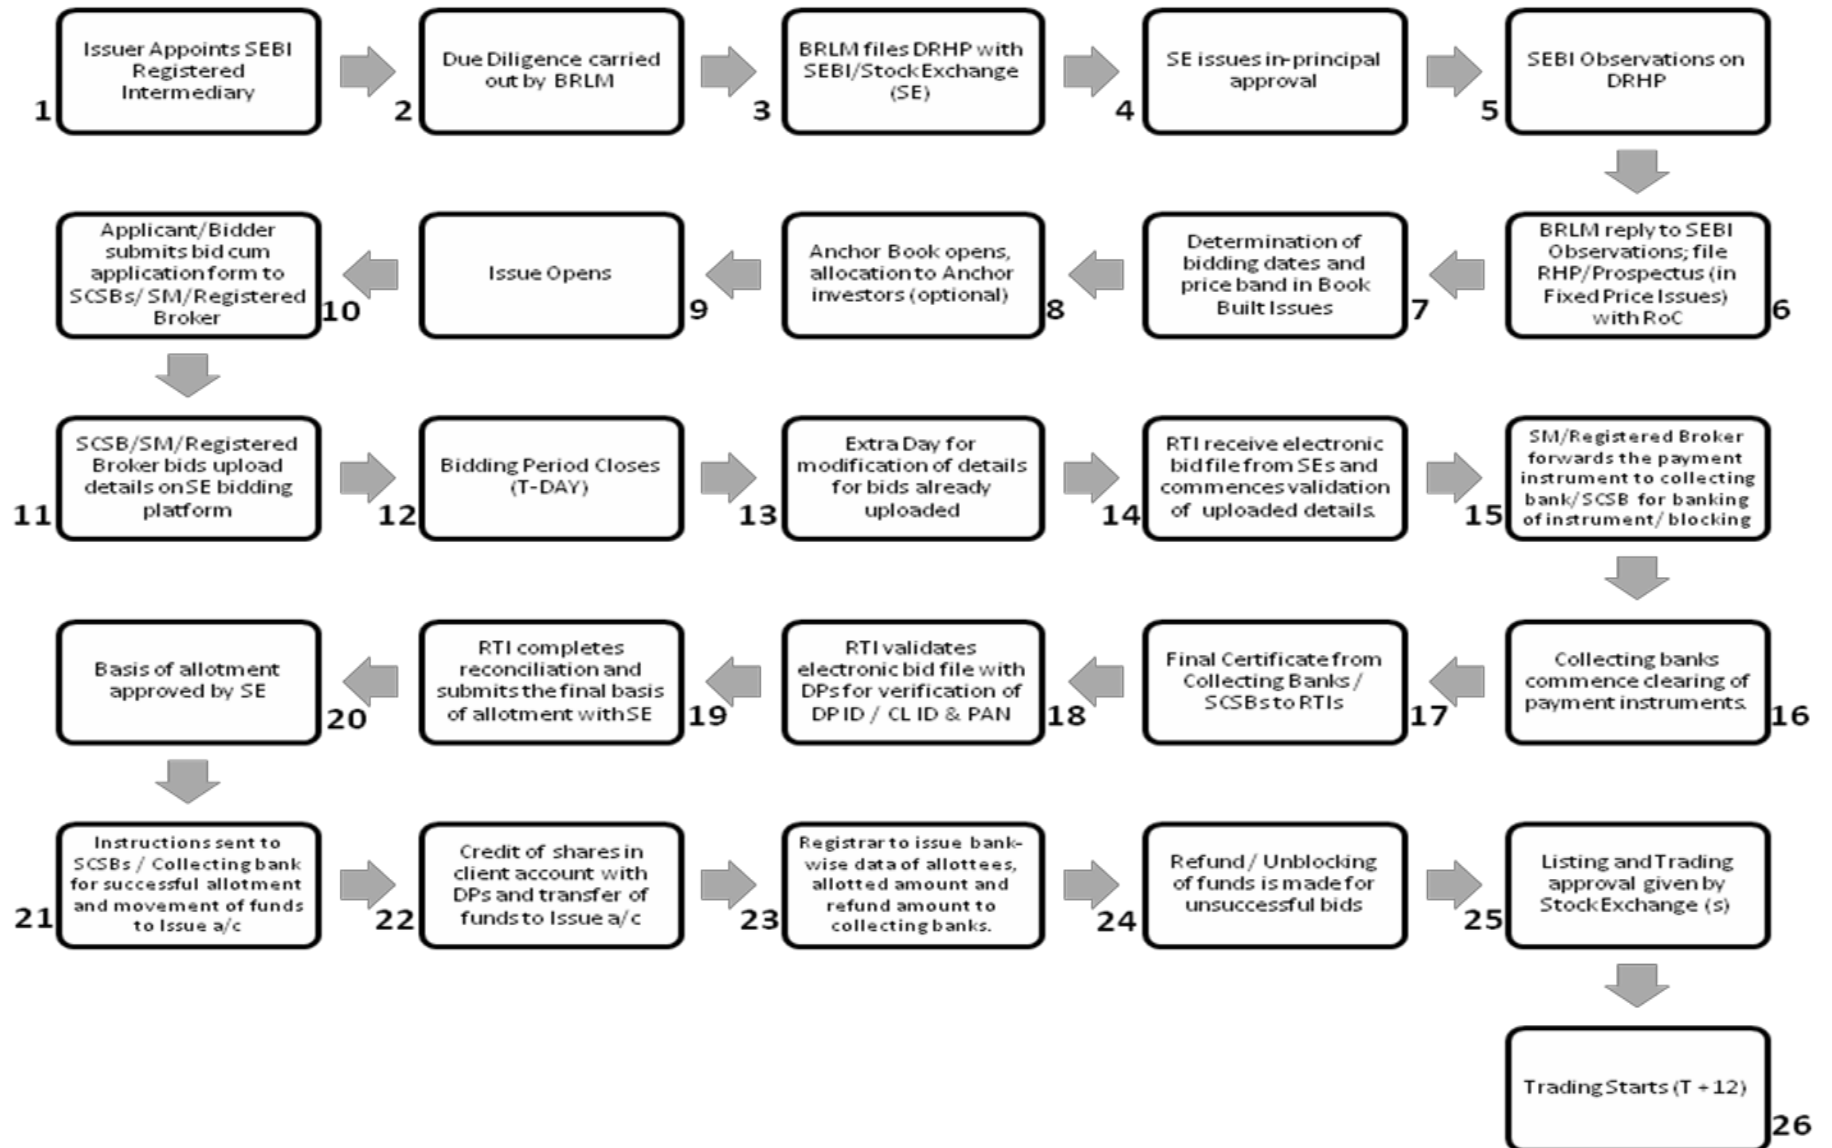 Issuer Appoints SEBI
Registered
Intermediary
1
Due Diligence carried
out by BRLM
2
BRLM files DRHP with
SEBI/Stock Exchange
(SE)
3
SE issues in-principal
approval
4
SEBI Observations on
DRHP
5
BRLM reply to SEBI
Observations; file
RHP/Prospectus (in
Fixed Price Issues)
with RoC
6
Determination of
bidding dates and
price band in Book
Built Issues
7
Anchor Book opens,
allocation to Anchor
investors (optional)
8
Issue Opens
9
Applicant/Bidder
submits bid cum
application form to
SCSBs/ SM/Registered
Broker
10
SCSB/SM/Registered
Broker bids upload
details on SE bidding
platform
11
Bidding Period Closes
(T-DAY)
12
Extra Day for
modification of details
for bids already
uploaded
13
RTI receive electronic
bid file from SEs and
commences validation
of uploaded details.
14
SM/Registered Broker
forwards the payment
instrument to collecting
bank/SCSB for banking
of instrument/ blocking
15
Collecting banks
commence clearing of
payment instruments.
16
Final Certificate from
Collecting Banks /
SCSBs to RTIs
17
RTI validates
electronic bid file with
DPs for verification of
DP ID / CL ID & PAN
18
RTI completes
reconciliation and
submits the final basis
of allotment with SE
19
Basis of allotment
approved by SE
20
Instructions sent to
SCSBs / Collecting bank
for successful allotment
and movement of funds
to Issue a/c
21
Credit of shares in
client account with
DPs and transfer of
funds to Issue a/c
22
Registrar to issue bank-
wise data of allottees,
allotted amount and
refund amount to
collecting banks.
23
Refund / Unblocking
of funds is made for
unsuccessful bids
24
Listing and Trading
approval given by
Stock Exchange (s)
25
Trading Starts (T + 12)
26